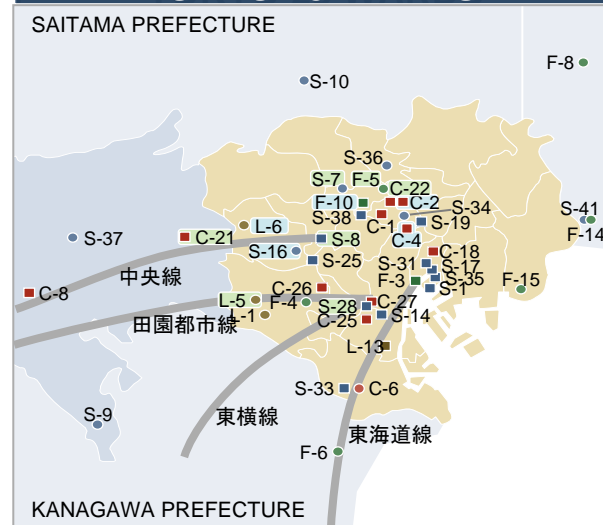 SAITAMA PREFECTURE
F-8
S-10
S-36
S-7
F-5
C-22
F-10
C-2
S-34
S-41
S-38
C-1
S-19
F-14
L-6
C-4
C-21
S-8
S-37
S-16
C-18
S-25
S-31
S-17
中央線
F-3
S-35
C-26
F-15
C-8
S-1
L-5
F-4
S-28
C-27
田園都市線
L-1
C-25
S-14
L-13
S-33
C-6
東横線
S-9
東海道線
F-6
KANAGAWA PREFECTURE